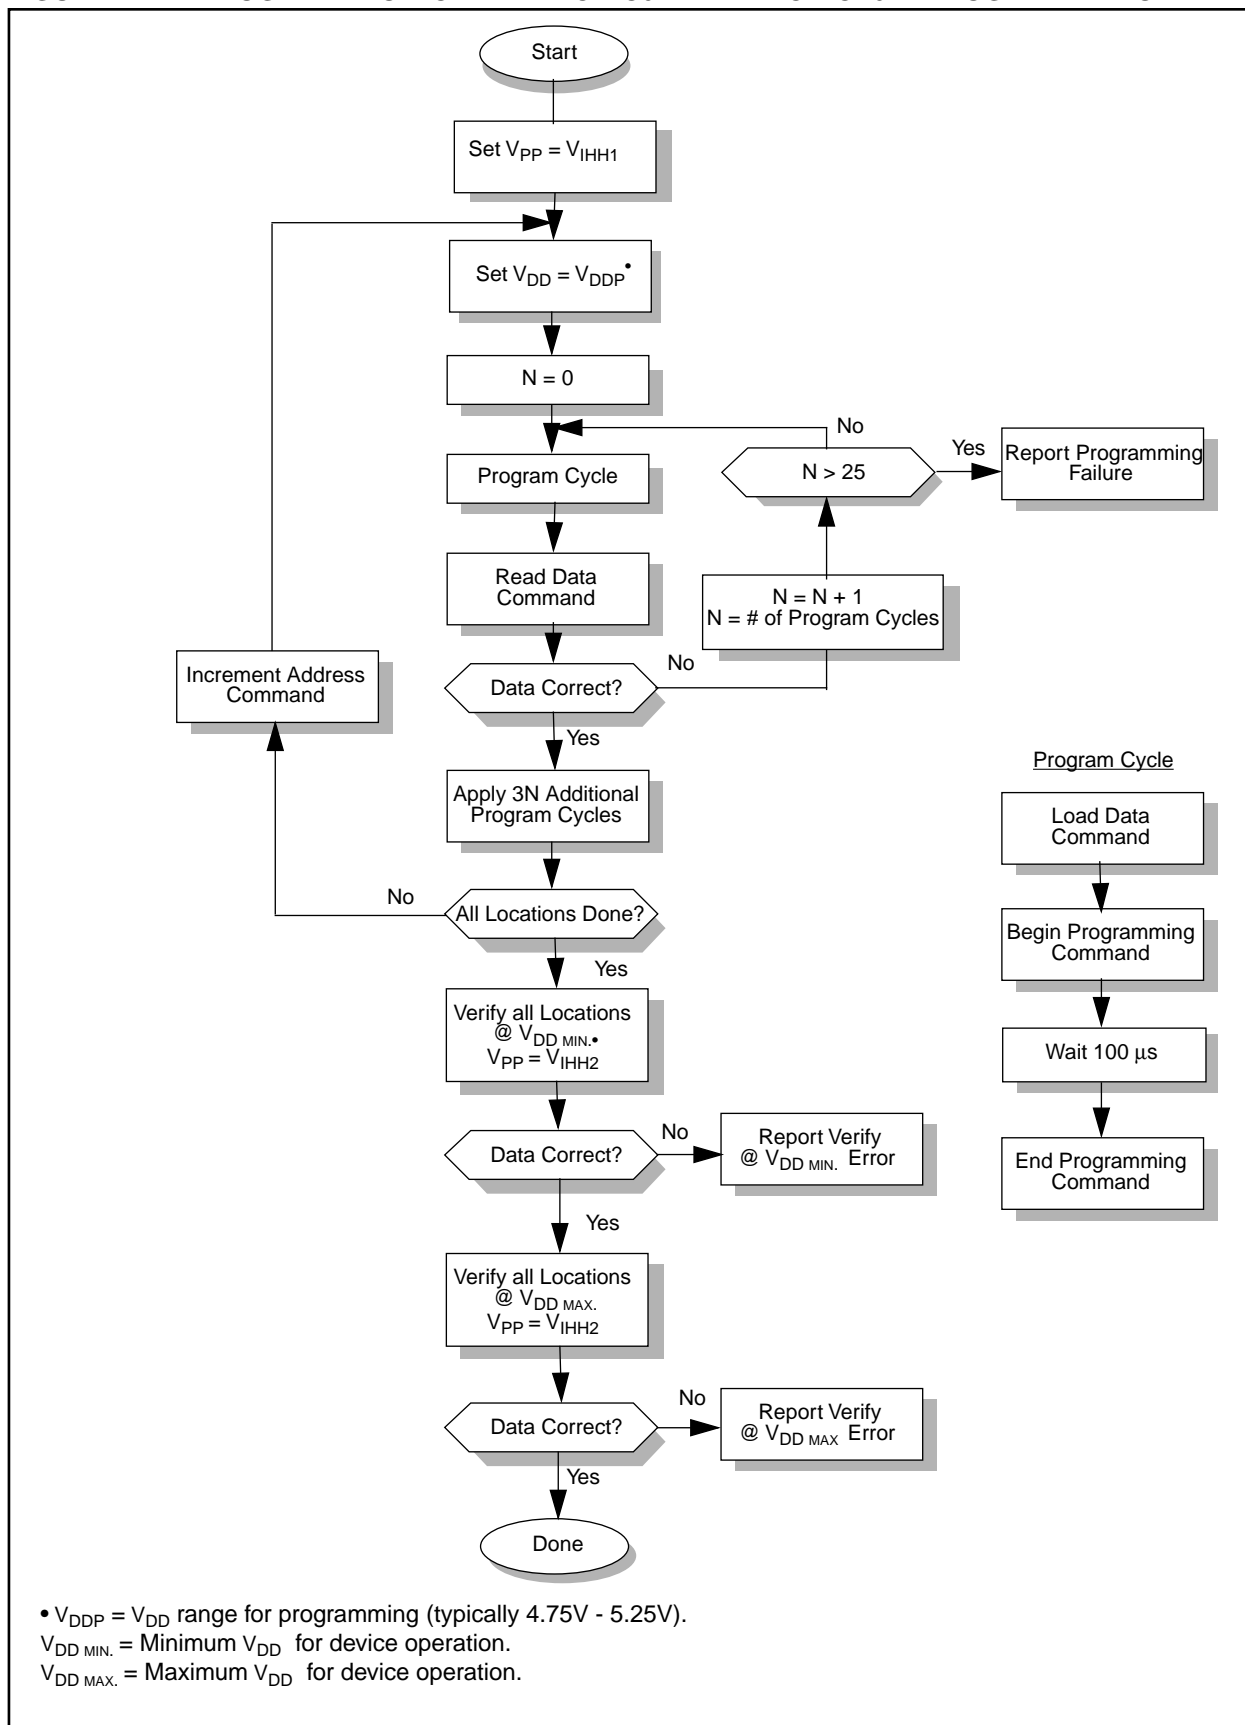 Start
Set VPP = VIHH1
Set VDD = VDDP•
N = 0
No
N > 25
Yes
Report Programming
Failure
Program Cycle
Read Data
Command
N = N + 1
N = # of Program Cycles
Increment Address
Command
Data Correct?
No
Yes
Apply 3N Additional
Program Cycles
No
All Locations Done?
Yes
Verify all Locations
@ VDD MIN.•
VPP = VIHH2
Data Correct?
No
Report Verify
@ VDD MIN. Error
Yes
Verify all Locations
@ VDD MAX.
VPP = VIHH2
Data Correct?
No
Report Verify
@ VDD MAX Error
Yes
Done
Program Cycle
Load Data
Command
Begin Programming
Command
Wait 100 μs
End Programming
Command
• VDDP = VDD range for programming (typically 4.75V - 5.25V).
VDD MIN. = Minimum VDD for device operation.
VDD MAX. = Maximum VDD for device operation.